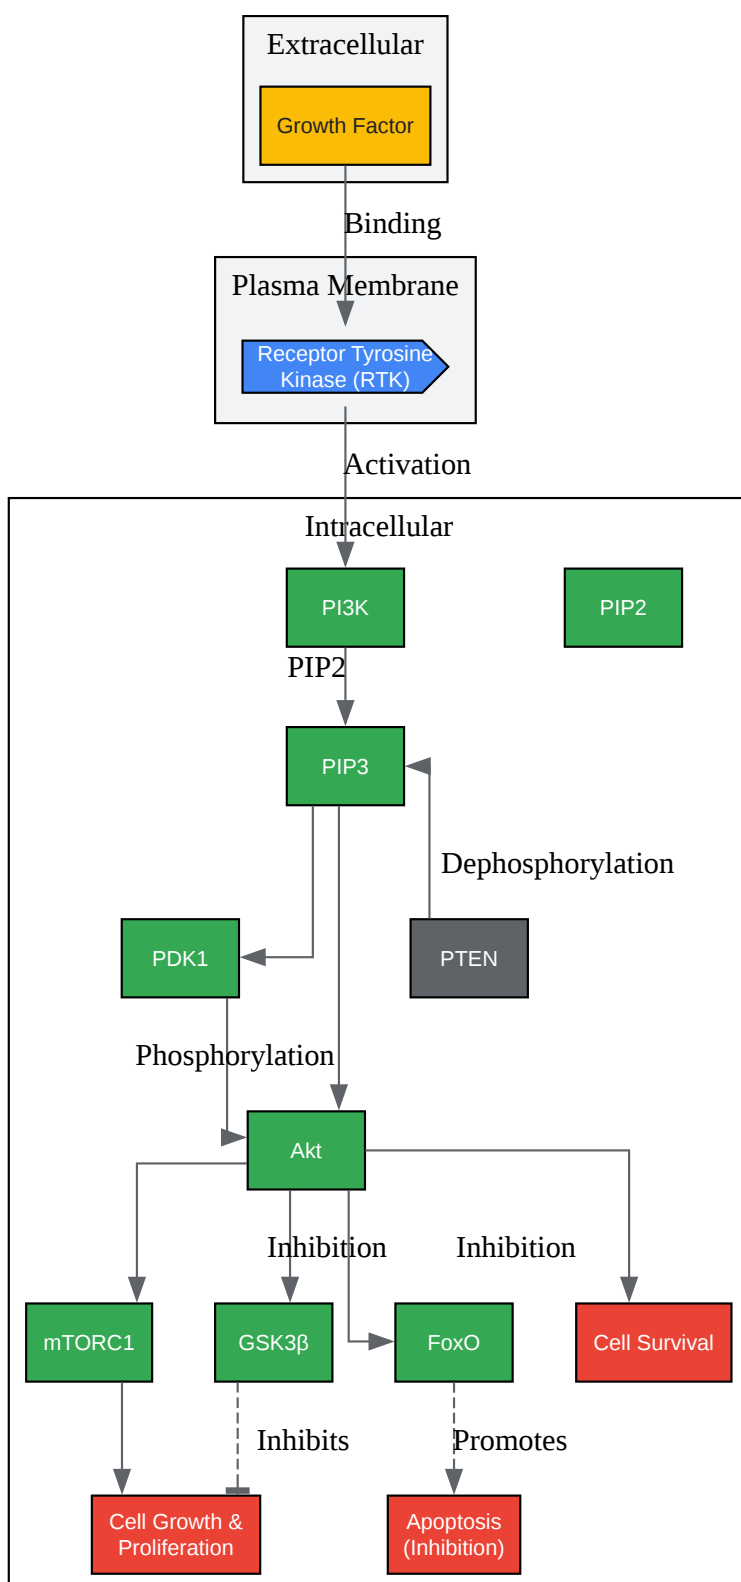 Extracellular
Growth Factor
Binding
Plasma Membrane
Receptor Tyrosine
Kinase (RTK)
Activation
Intracellular
PI3K
PIP2
PIP2
PIP3
Dephosphorylation
PDK1
PTEN
Phosphorylation
Akt
Inhibition
Inhibition
mTORC1
GSK3β
FoxO
Cell Survival
Inhibits
Promotes
Cell Growth &
Proliferation
Apoptosis
(Inhibition)